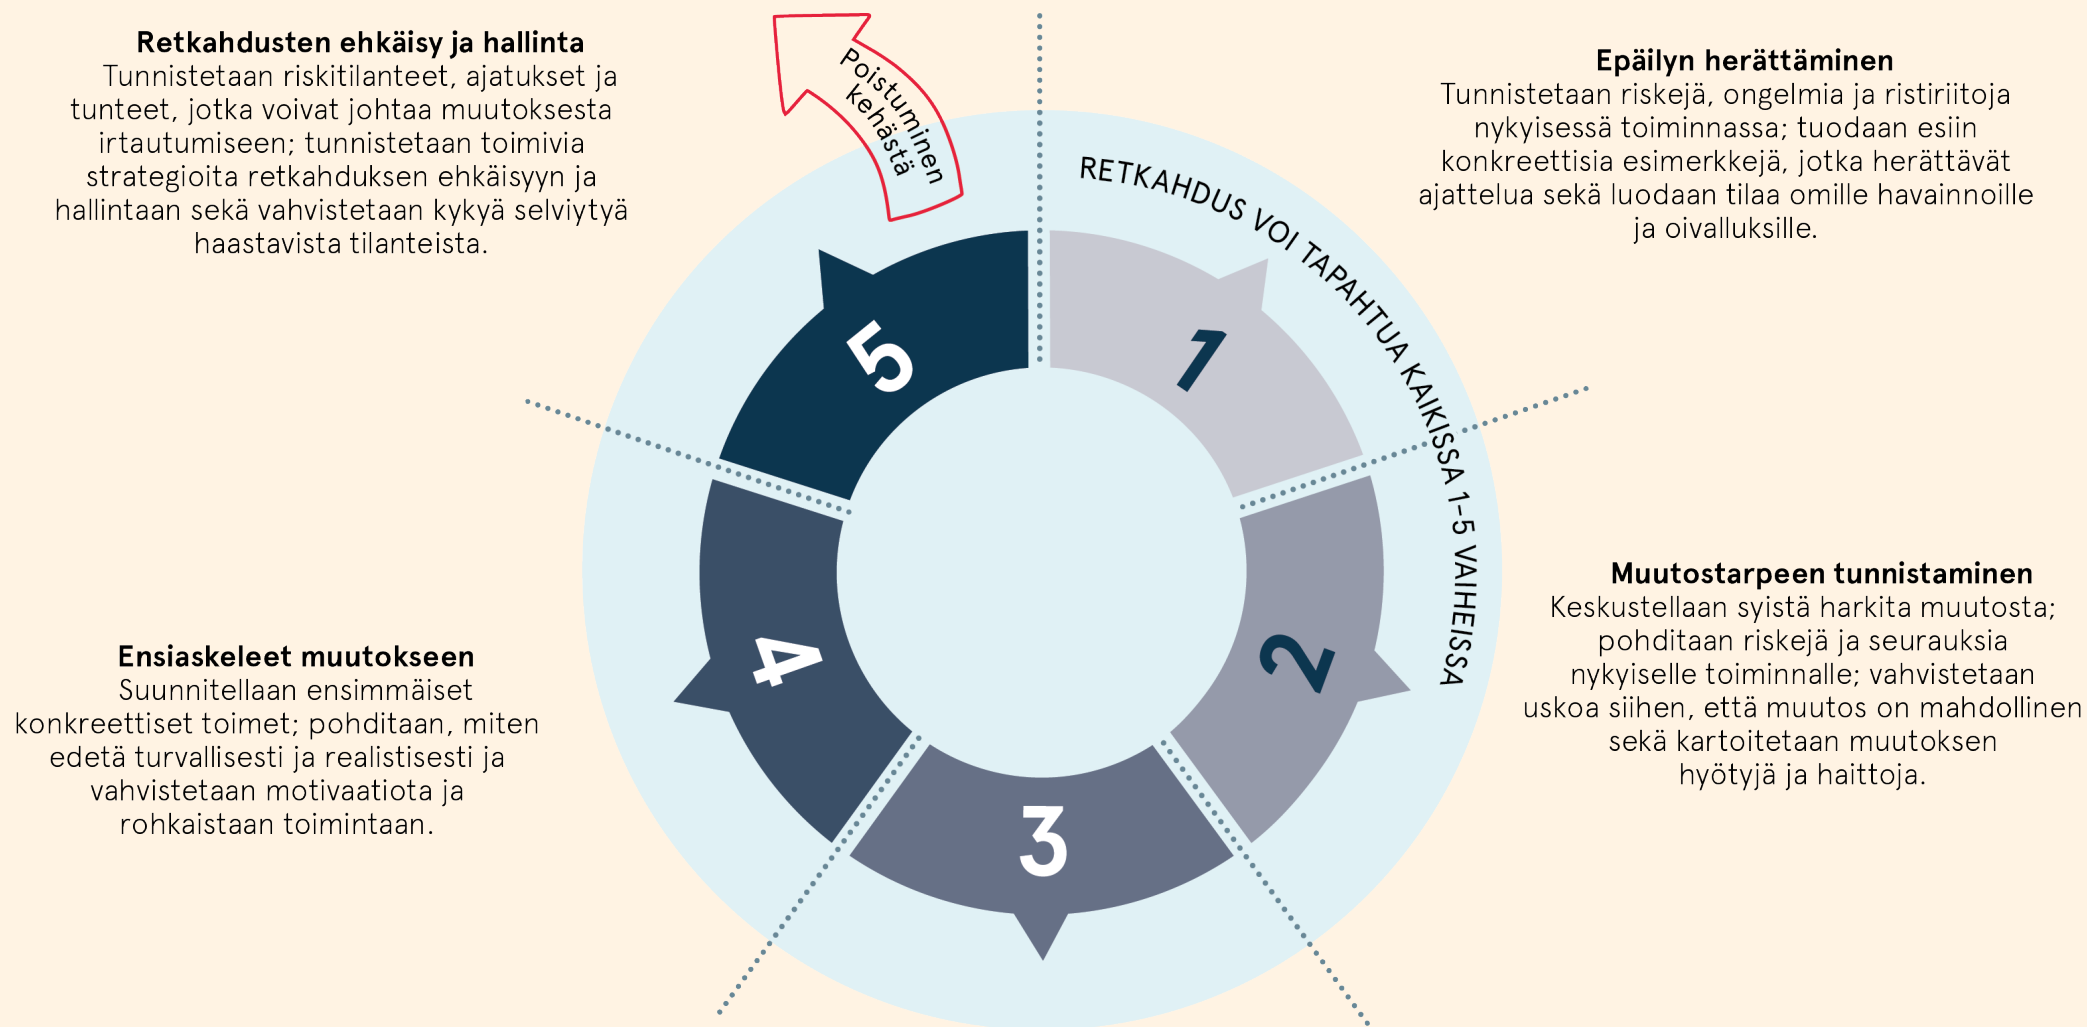 Retkahdusten ehkäisy ja hallinta
Tunnistetaan riskitilanteet, ajatukset ja
tunteet, jotka voivat johtaa muutoksesta
irtautumiseen; tunnistetaan toimivia
strategioita retkahduksen ehkäisyyn ja
hallintaan sekä vahvistetaan kykyä selviytyä
haastavista tilanteista.
Poistuminen
kehästä
RETKAHDUS VOI TAPAHTUA KAIKISSA 1-5 VAIHEISSA
Epäilyn herättäminen
Tunnistetaan riskejä, ongelmia ja ristiriitoja
nykyisessä toiminnassa; tuodaan esiin
konkreettisia esimerkkejä, jotka herättävät
ajattelua sekä luodaan tilaa omille havainnoille
ja oivalluksille.
5
1
4
2
3
Muutostarpeen tunnistaminen
Keskustellaan syistä harkita muutosta;
pohditaan riskejä ja seurauksia
nykyiselle toiminnalle; vahvistetaan
uskoa siihen, että muutos on mahdollinen
sekä kartoitetaan muutoksen
hyötyjä ja haittoja.
Ensiaskeleet muutokseen
Suunnitellaan ensimmäiset
konkreettiset toimet; pohditaan, miten
edetä turvallisesti ja realistisesti ja
vahvistetaan motivaatiota ja
rohkaistaan toimintaan.